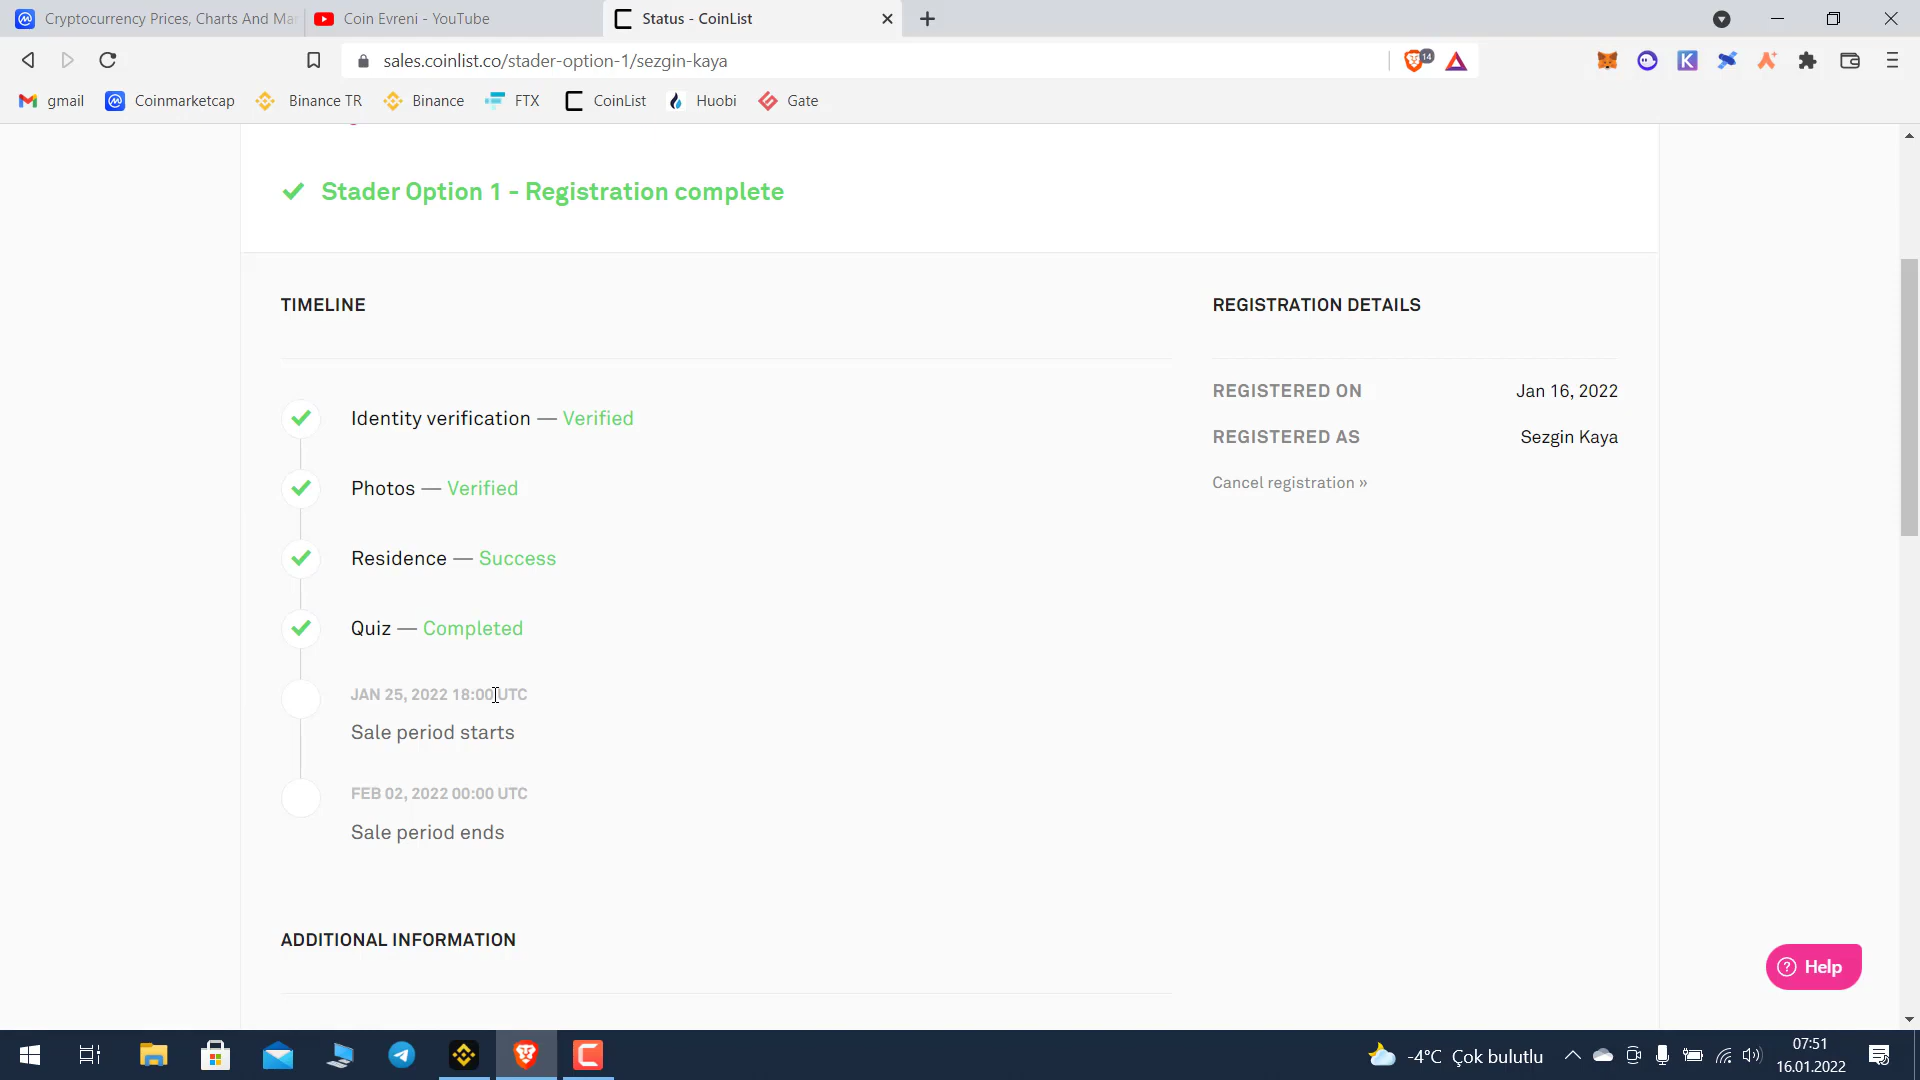 Cryptocurrency Prices, Charts And Ma
Coin Evreni - YouTube
Status - CoinList
sales.coinlist.co/stader-option-1/sezgin-kaya
14
gmail
Coinmarketcap
Binance TR
Binance
FTX
CoinList
Huobi
Gate
Stader Option 1 - Registration complete
TIMELINE
Identity verification — Verified
Photos — Verified
Residence — Success
Quiz — Completed
JAN 25, 2022 18:00 UTC
Sale period starts
FEB 02, 2022 00:00 UTC
Sale period ends
ADDITIONAL INFORMATION
REGISTRATION DETAILS
REGISTERED ON Jan 16, 2022
REGISTERED AS Sezgin Kaya
Cancel registration »
Help
-4°C Çok bulutlu
07:51
16.01.2022